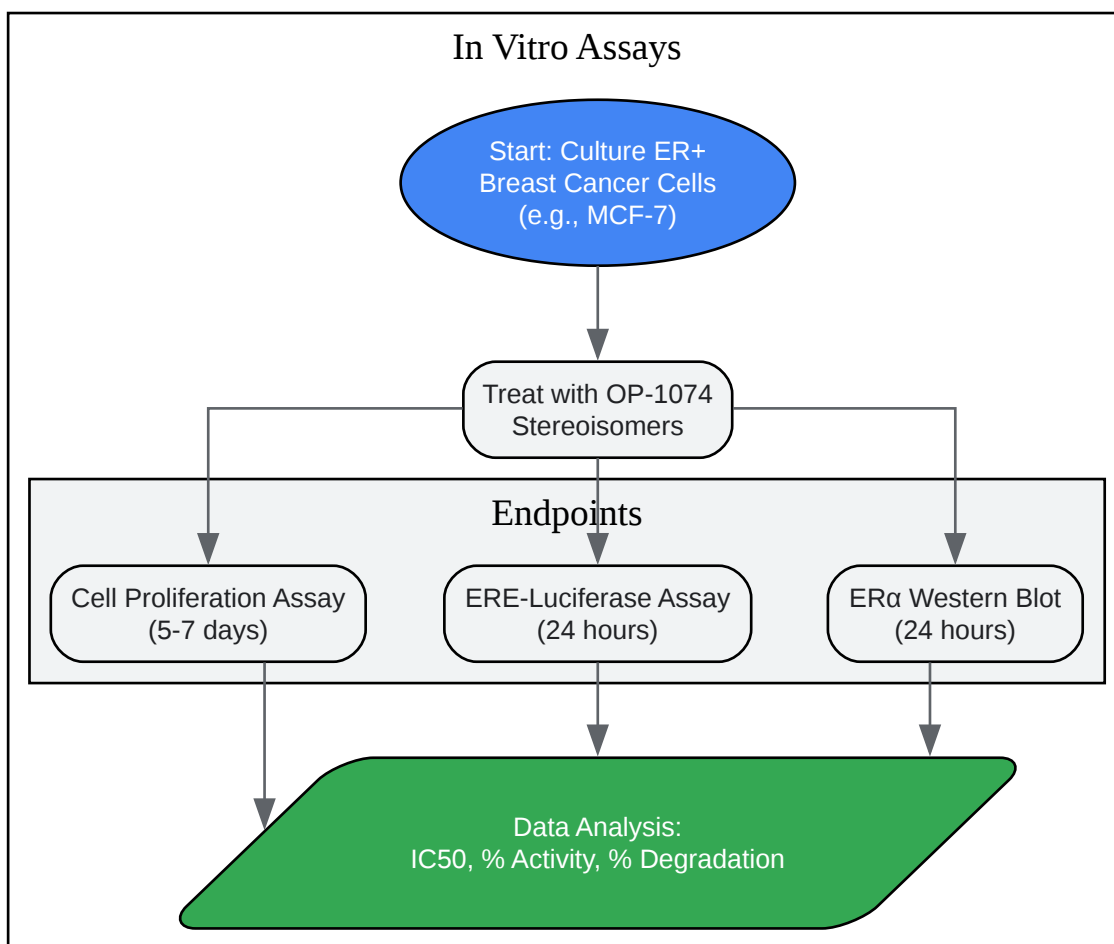 In Vitro Assays
Start: Culture ER+
Breast Cancer Cells
(e.g., MCF-7)
Treat with OP-1074
Stereoisomers
Endpoints
Cell Proliferation Assay
(5-7 days)
ERE-Luciferase Assay
(24 hours)
ERα Western Blot
(24 hours)
Data Analysis:
IC50, % Activity, % Degradation